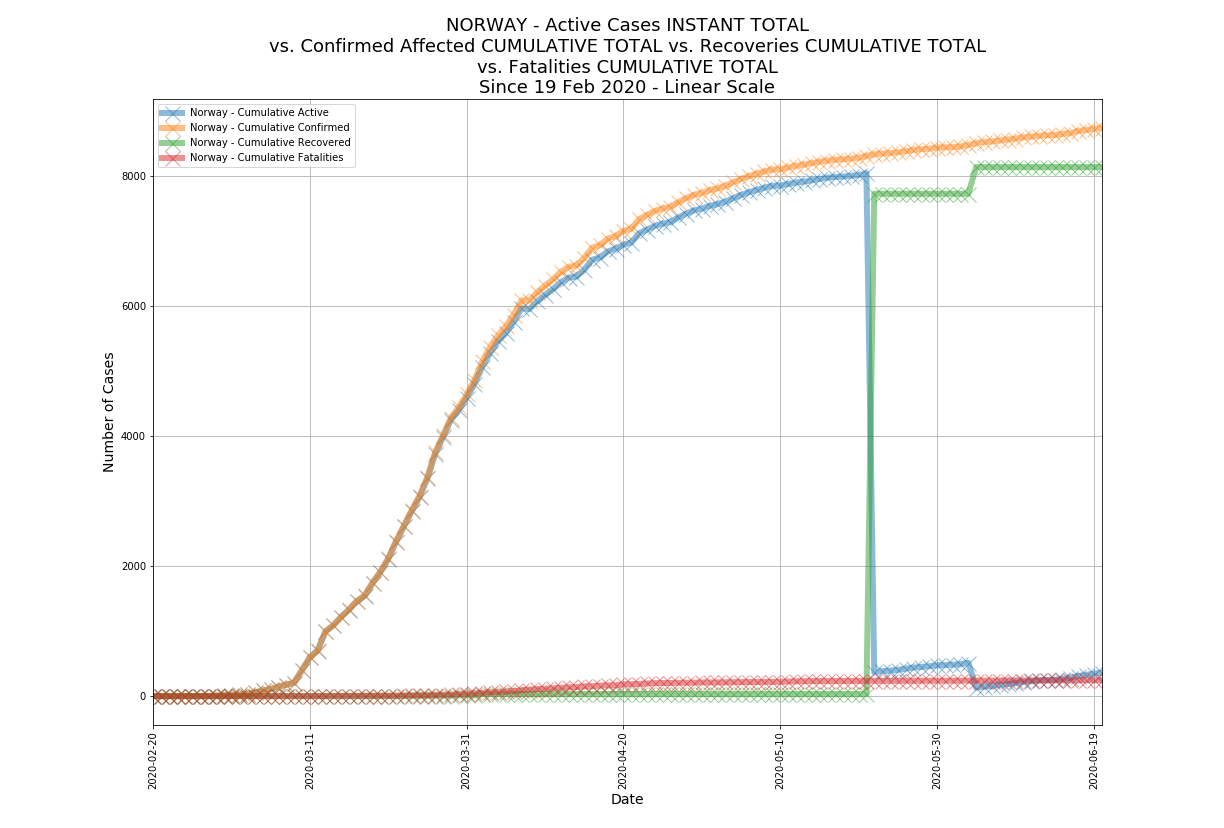 NORWAY - Active Cases INSTANT TOTAL
vs. Confirmed Affected CUMULATIVE TOTAL vs. Recoveries CUMULATIVE TOTAL
vs. Fatalities CUMULATIVE TOTAL
Since 19 Feb 2020 - Linear Scale
Norway - Cumulative Active
Norway - Cumulative Confirmed
Norway - Cumulative Recovered
Norway - Cumulative Fatalities
Number of Cases
8000
6000
4000
2000
0
2020-02-20
2020-03-11
2020-03-31
2020-04-20
2020-05-10
2020-05-30
2020-06-19
Date